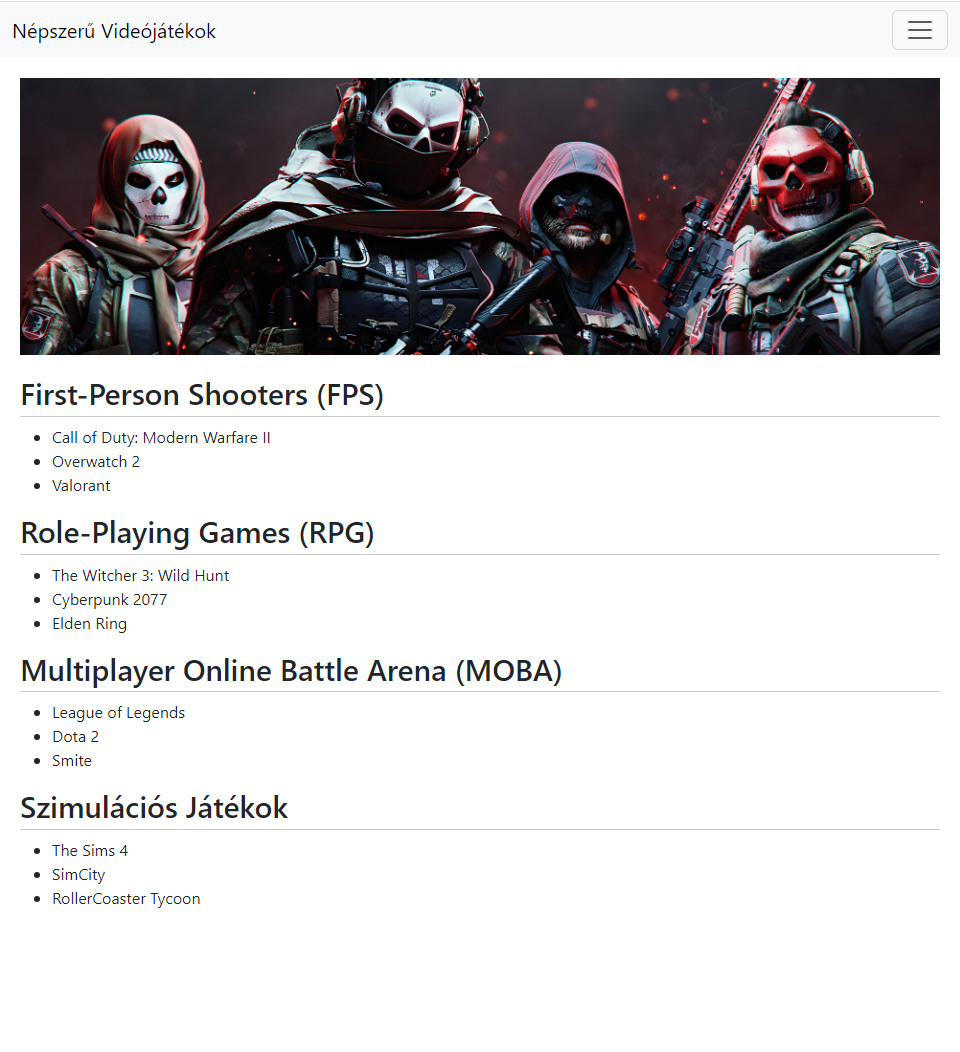 Népszerű Videójátékok
First-Person Shooters (FPS)
Call of Duty: Modern Warfare II
Overwatch 2
Valorant
Role-Playing Games (RPG)
The Witcher 3: Wild Hunt
Cyberpunk 2077
Elden Ring
Multiplayer Online Battle Arena (MOBA)
League of Legends
Dota 2
Smite
Szimulációs Játékok
The Sims 4
SimCity
RollerCoaster Tycoon